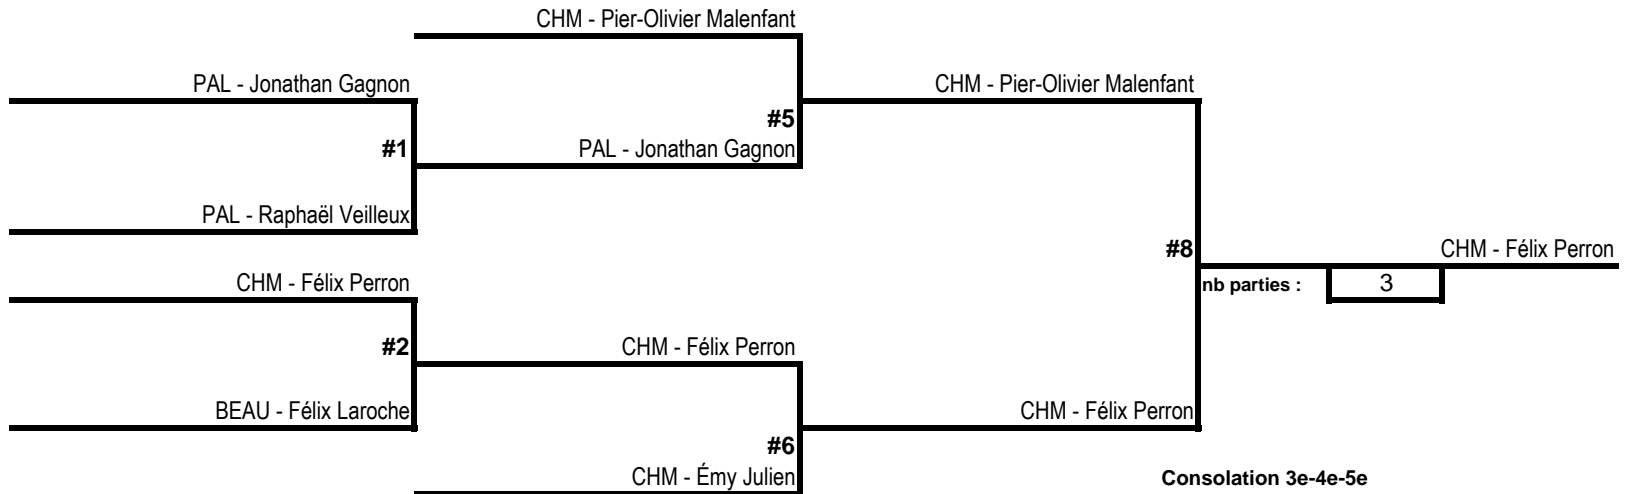 CHM - Pier-Olivier Malenfant
PAL - Jonathan Gagnon
CHM - Pier-Olivier Malenfant
#5
#1
PAL - Jonathan Gagnon
PAL - Raphaël Veilleux
#8
CHM - Félix Perron
CHM - Félix Perron
nb parties :
3
#2
CHM - Félix Perron
BEAU - Félix Laroche
CHM - Félix Perron
#6
CHM - Émy Julien
Consolation 3e-4e-5e